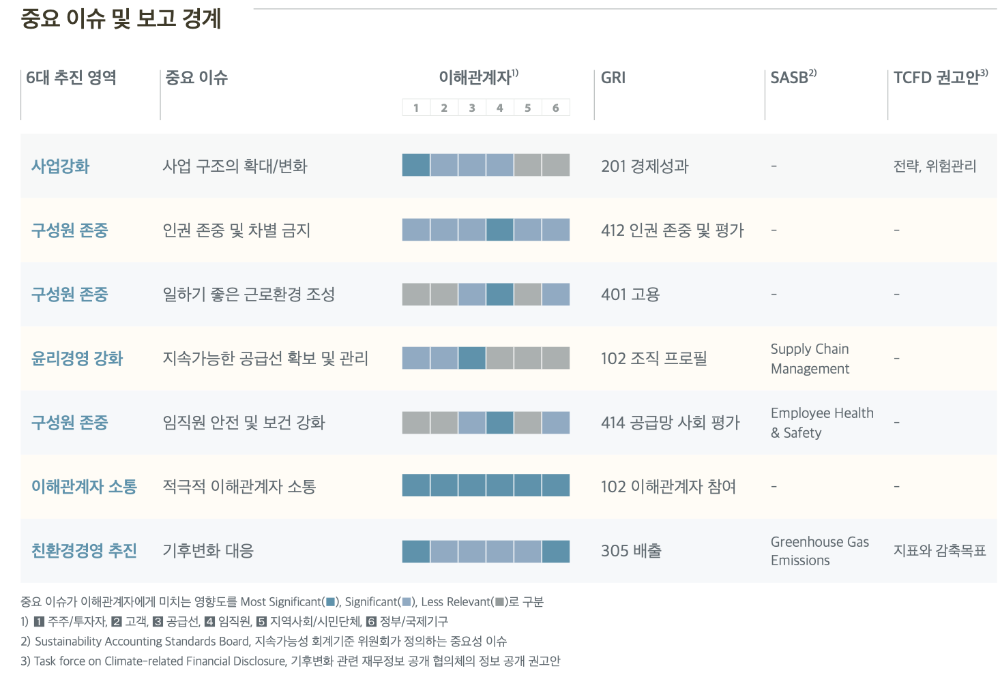 중요 이슈 및 보고 경계
6대 추진 영역 중요 이슈 이해관계자1) GRI SASB2) TCFD 권고안3)
1 2 3 4 5 6
사업강화 사업 구조의 확대/변화 201 경제성과 - 전략, 위험관리
구성원 존중 인권 존중 및 차별 금지 412 인권 존중 및 평가 - -
구성원 존중 일하기 좋은 근로환경 조성 401 고용 - -
윤리경영 강화 지속가능한 공급선 확보 및 관리 102 조직 프로필 Supply Chain
Management -
구성원 존중 임직원 안전 및 보건 강화 414 공급망 사회 평가 Employee Health
& Safety -
이해관계자 소통 적극적 이해관계자 소통 102 이해관계자 참여 - -
친환경경영 추진 기후변화 대응 305 배출 Greenhouse Gas
Emissions 지표와 감축목표
중요 이슈가 이해관계자에게 미치는 영향도를 Most Significant(■), Significant(■), Less Relevant(■)로 구분
1) 1 주주/투자자, 2 고객, 3 공급선, 4 임직원, 5 지역사회/시민단체, 6 정부/국제기구
2) Sustainability Accounting Standards Board, 지속가능성 회계기준 위원회가 정의하는 중요성 이슈
3) Task force on Climate-related Financial Disclosure, 기후변화 관련 재무정보 공개 협의체의 정보 공개 권고안